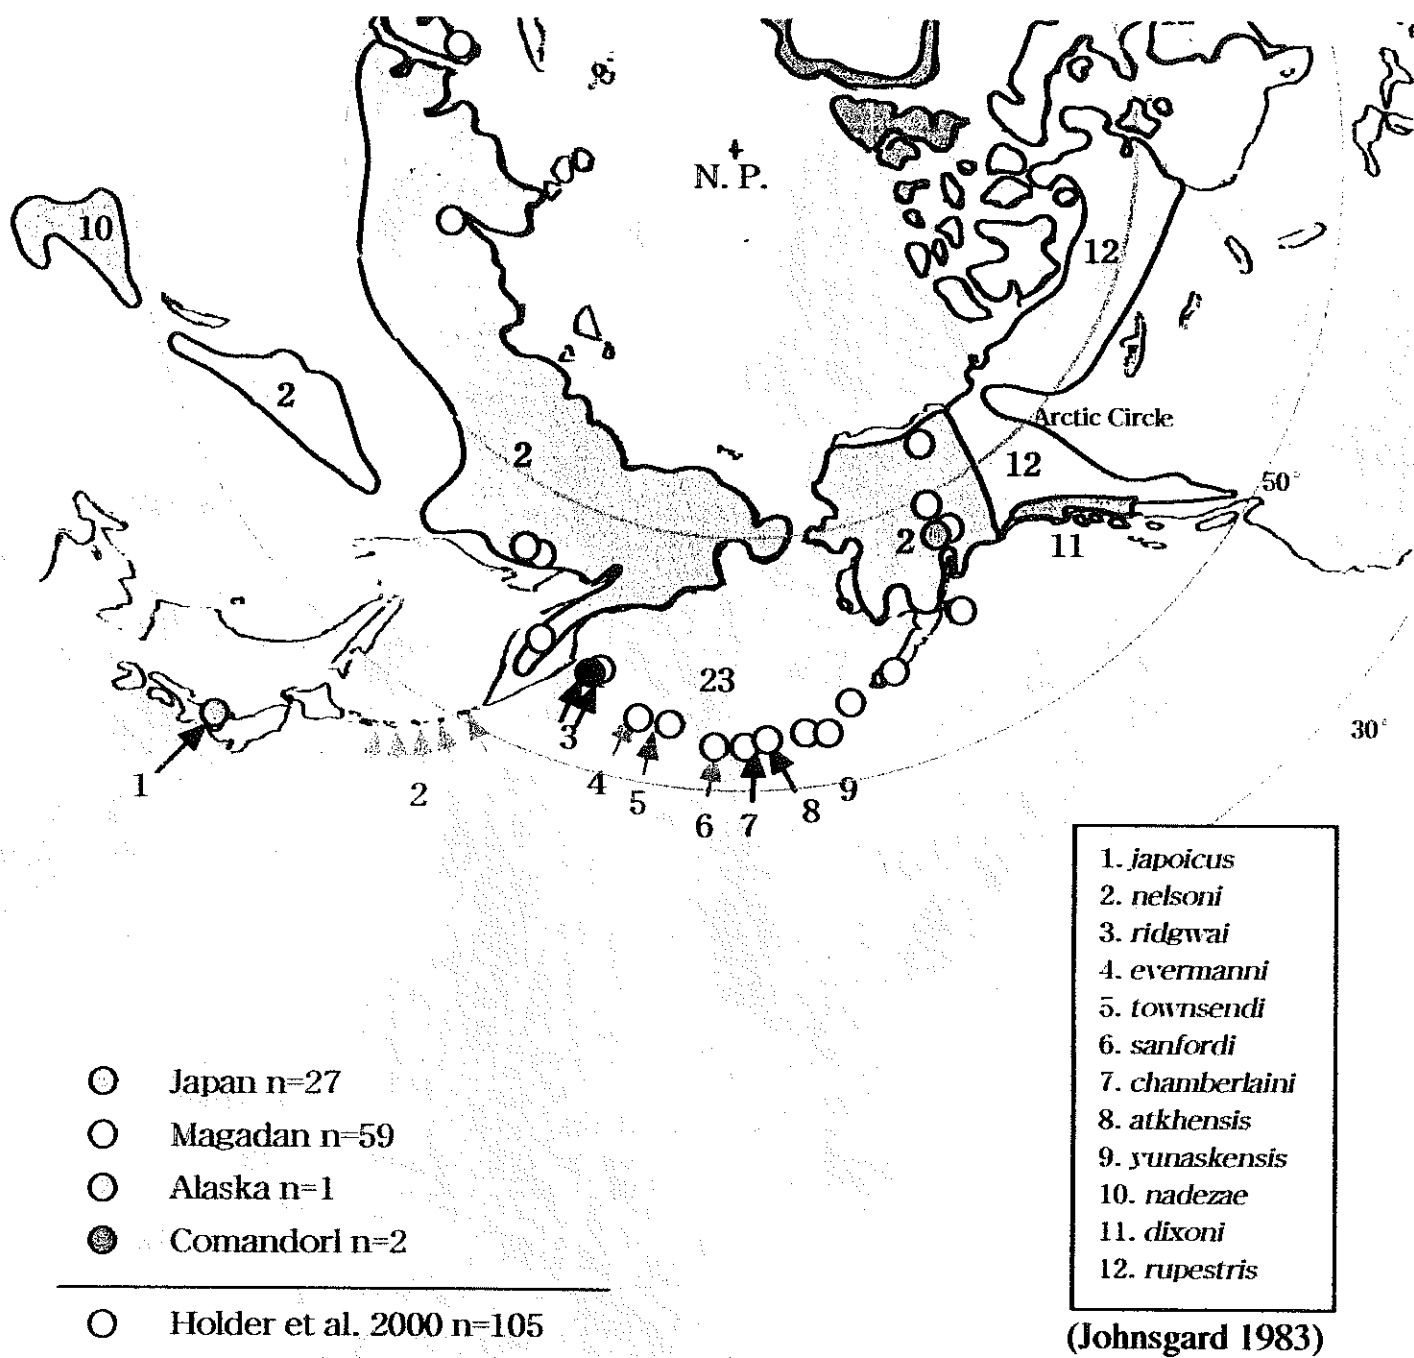 85°
N. P.
10
12
2
Arctic Circle
2
12
50°
2
11
23
3
30°
1
2
4
5
6
7
8
9
1. japoicus
2. nelsoni
3. ridgwai
4. evermanni
5. townsendi
6. sanfordi
7. chamberlaini
8. atkhensis
9. yunaskensis
10. nadezae
11. dixoni
12. rupestris
(Johnsgard 1983)
Japan n=27
Magadan n=59
Alaska n=1
Comandorl n=2
Holder et al. 2000 n=105